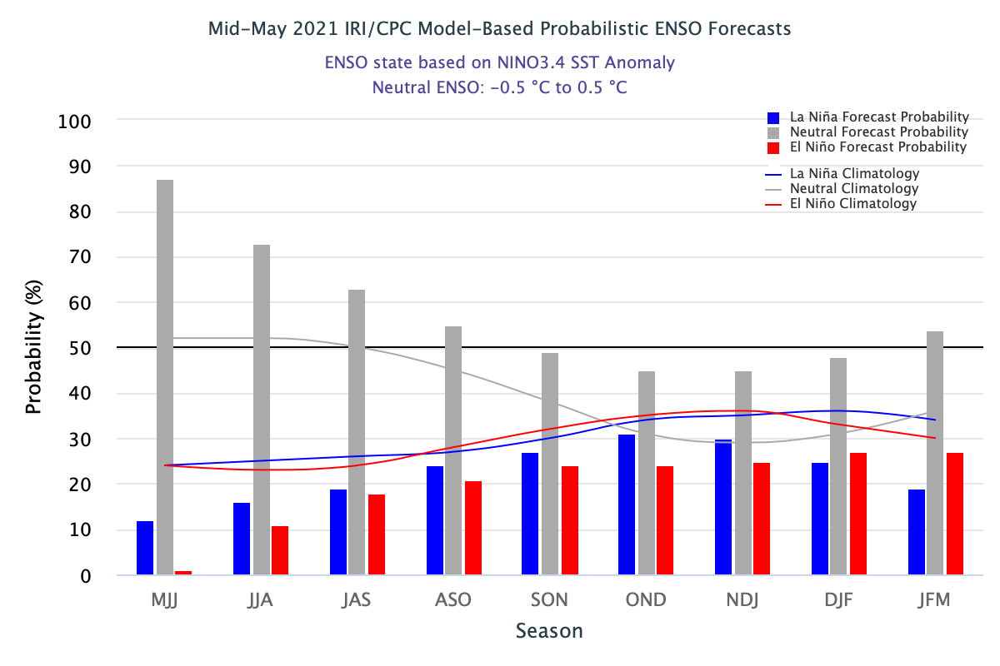 Mid-May 2021 IRI/CPC Model-Based Probabilistic ENSO Forecasts
ENSO state based on NINO3.4 SST Anomaly
Neutral ENSO: -0.5 °C to 0.5 °C
La Niña Forecast Probability
Neutral Forecast Probability
El Niño Forecast Probability
La Niña Climatology
Neutral Climatology
El Niño Climatology
Probability (%)
100
90
80
70
60
50
40
30
20
10
0
MJJ JJA JAS ASO SON OND NDJ DJF JFM
Season